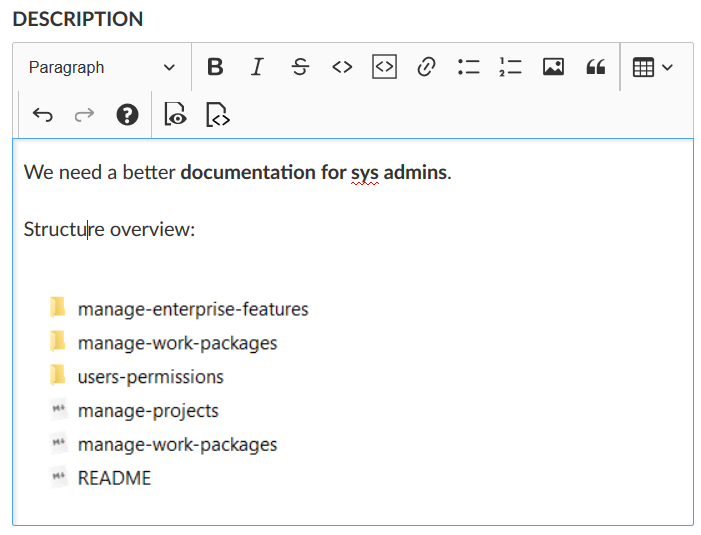 DESCRIPTION
Paragraph
We need a better documentation for sys admins.
Structure overview:
manage-enterprise-features
manage-work-packages
users-permissions
manage-projects
manage-work-packages
README